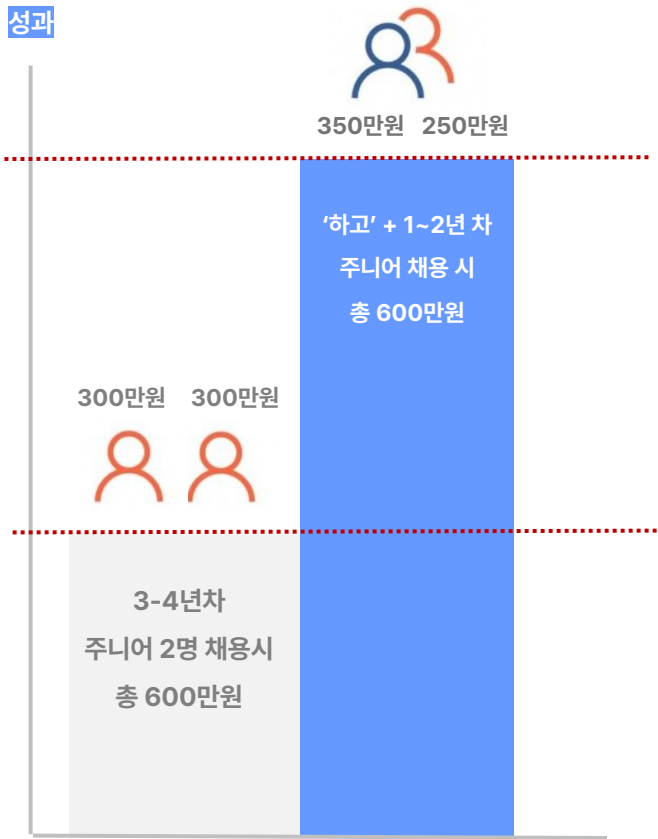 성과
350만원 250만원
‘하고’ + 1~2년 차
주니어 채용 시
총 600만원
300만원 300만원
3-4년차
주니어 2명 채용시
총 600만원